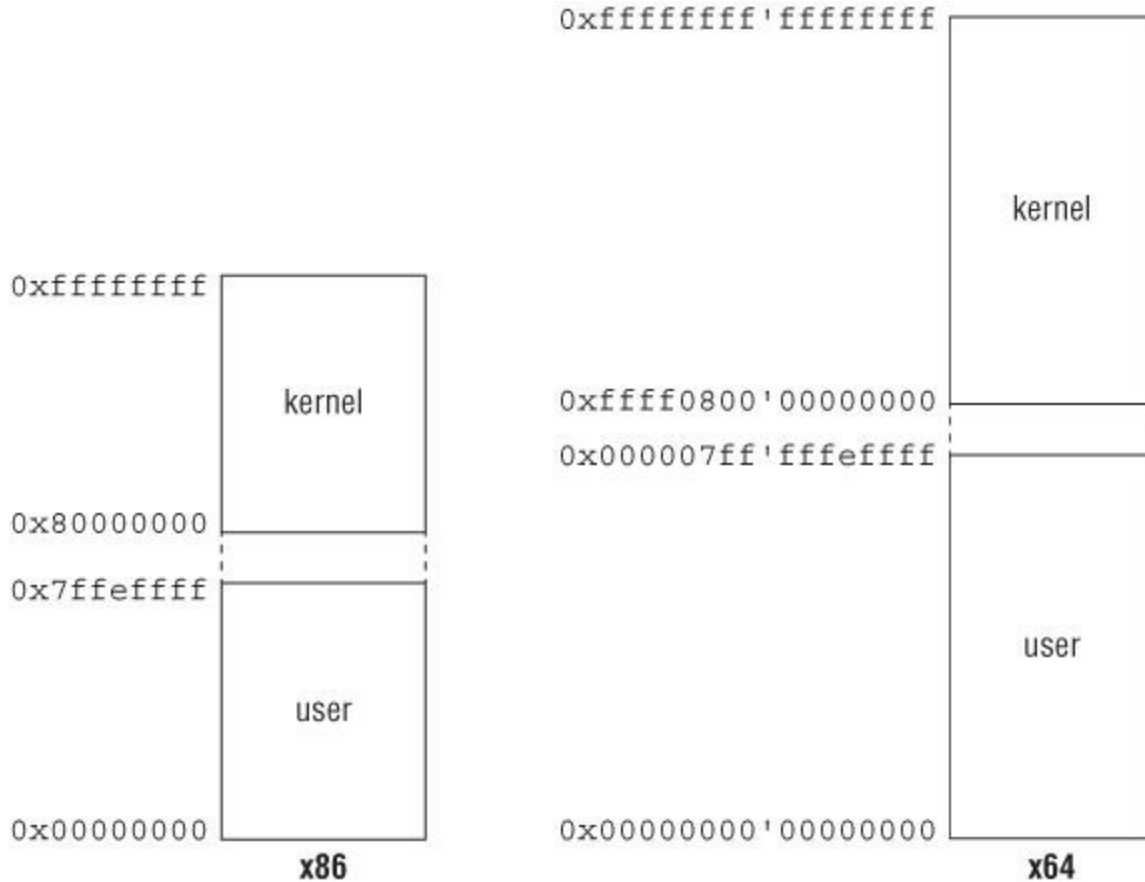 0xffffffff
kernel
0x80000000
0x7ffeffff
user
0x00000000
x86
0xffffffff'ffffffff
kernel
0xffff0800'00000000
0x000007ff'fffeffff
user
0x00000000'00000000
x64